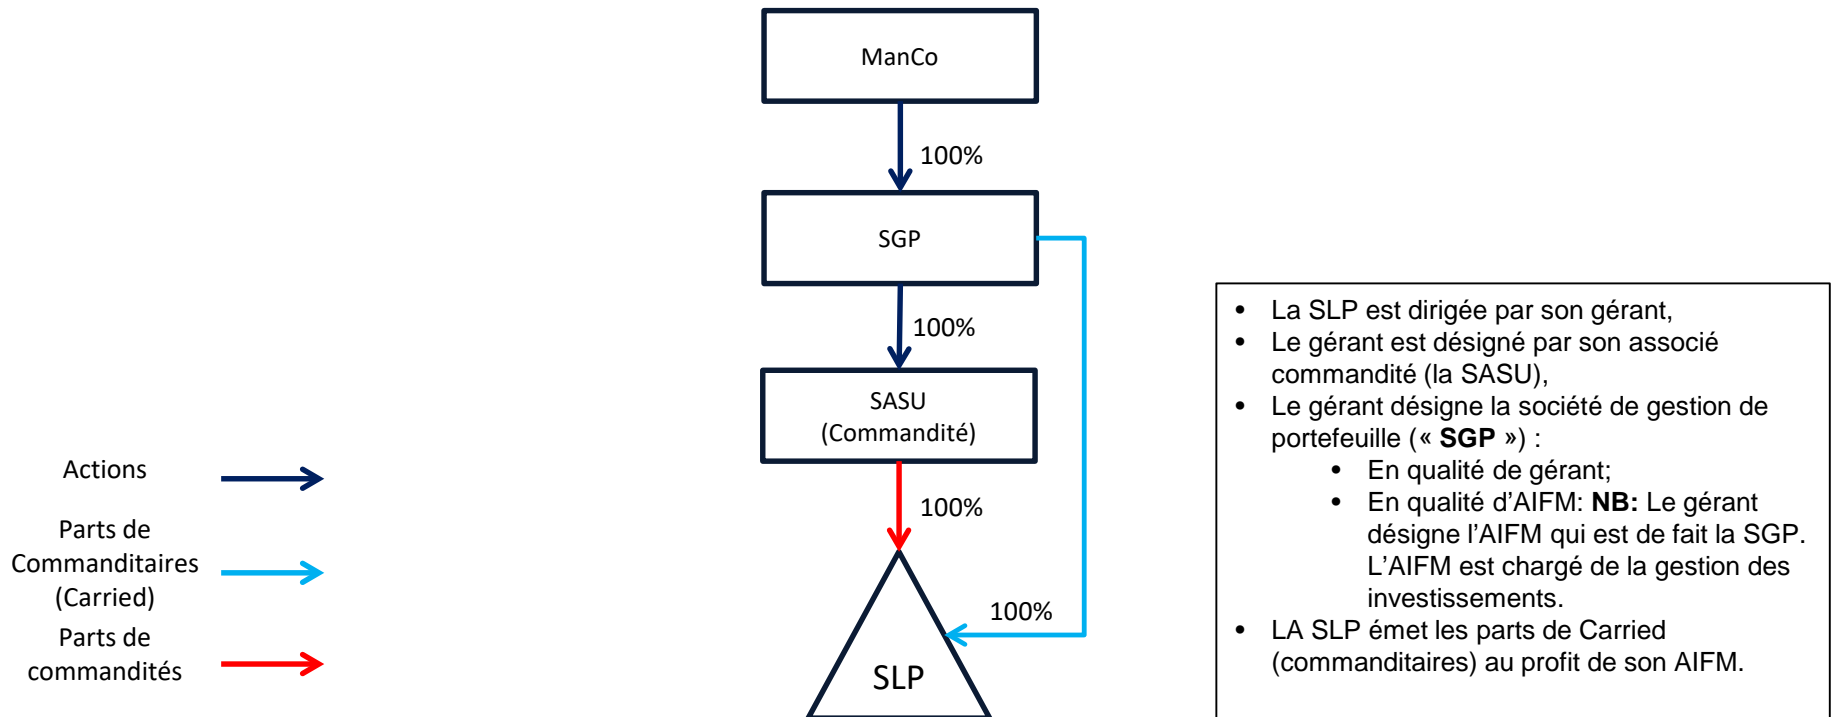 ManCo
100%
SGP
100%
SASU
(Commandité)
100%
100%
SLP
Actions
Parts de
Commanditaires
(Carried)
Parts de
commandités
• La SLP est dirigée par son gérant,
• Le gérant est désigné par son associé
commandité (la SASU),
• Le gérant désigne la société de gestion de
portefeuille (« SGP ») :
• En qualité de gérant;
• En qualité d'AIFM: NB: Le gérant
désigne l'AIFM qui est de fait la SGP.
L'AIFM est chargé de la gestion des
investissements.
• LA SLP émet les parts de Carried
(commanditaires) au profit de son AIFM.